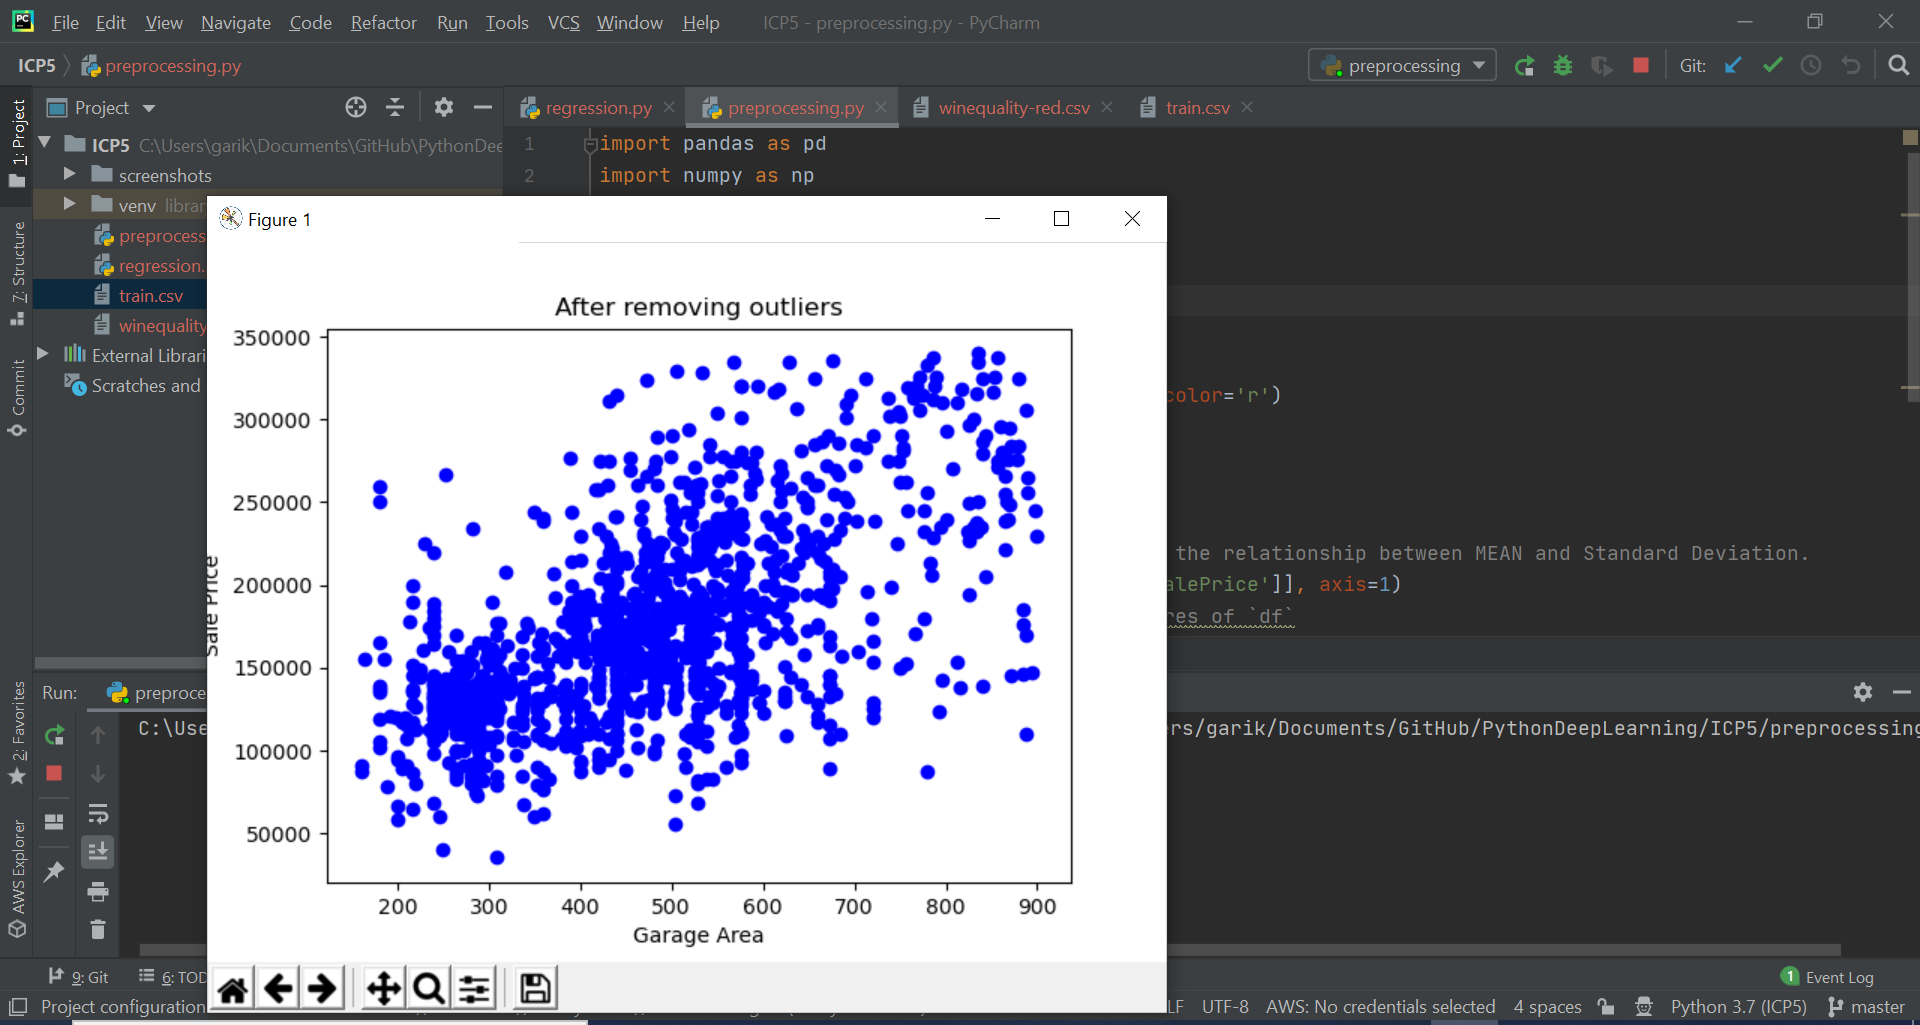 File Edit View Navigate Code Refactor Run Tools VCS Window Help ICP5 - preprocessing.py - PyCharm
ICP5 preprocessing.py preprocessing Git:
1: Project
Project
regression.py preprocessing.py winequality-red.csv train.csv
ICP5 C:\Users\garik\Documents\GitHub\PythonDee
1 import pandas as pd
screenshots
2 import numpy as np
venv librar
preprocess
regression.
train.csv
winequality
External Librari
Scratches and
7: Structure
Commit
Figure 1
After removing outliers
350000
300000
250000
200000
150000
100000
50000
Sale Price
200 300 400 500 600 700 800 900
Garage Area
color='r')
the relationship between MEAN and Standard Deviation.
alePrice']], axis=1)
res of `df`
Run: preproce
C:\Use rs/garik/Documents/GitHub/PythonDeepLearning/ICP5/preprocessing
2: Favorites
AWS Explorer
9: Git 6: TOD
1 Event Log
Project configuration
LF UTF-8 AWS: No credentials selected 4 spaces Python 3.7 (ICP5) master